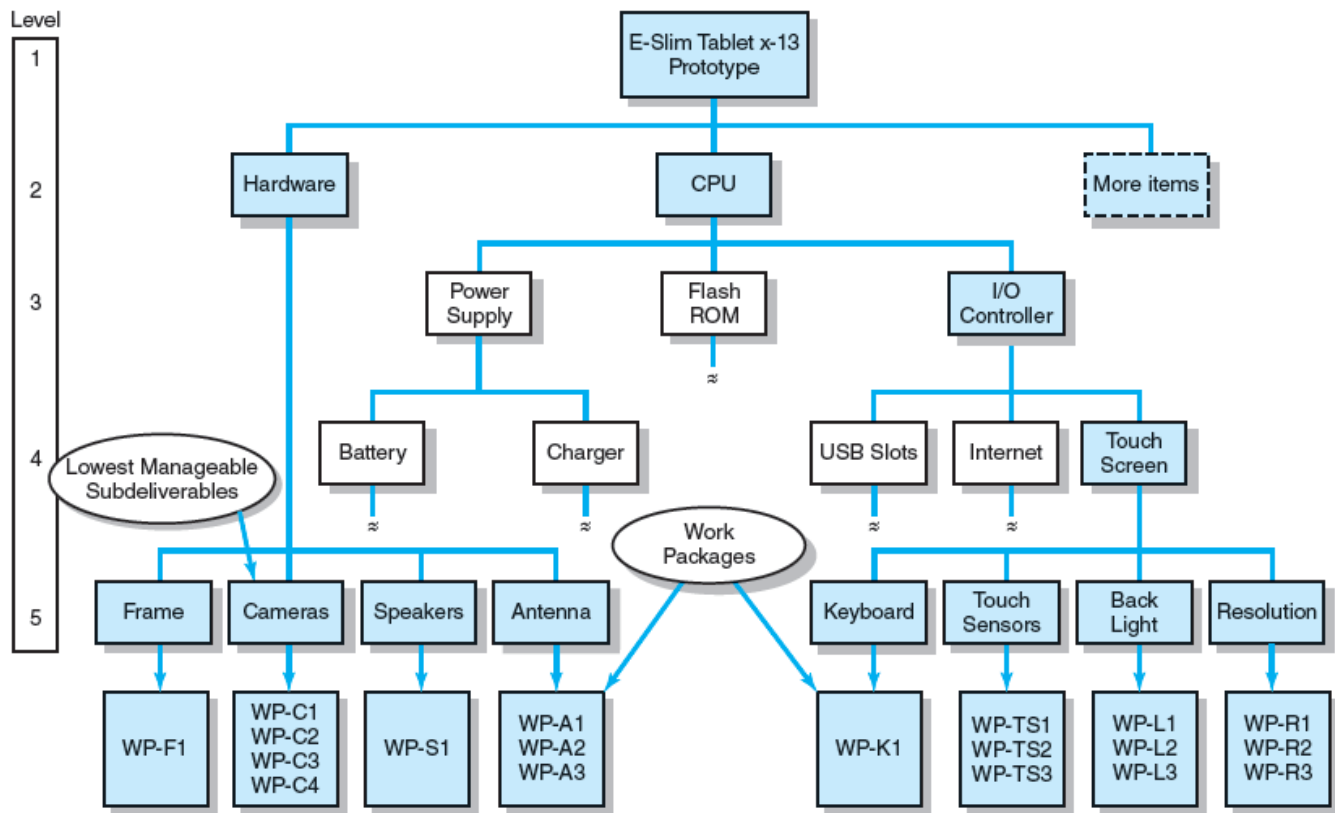 Level
1
E-Slim Tablet x-13
Prototype
2
Hardware
CPU
More items
3
Power
Supply
Flash
ROM
I/O
Controller
≈
4
Lowest Manageable
Subdeliverables
Battery
Charger
USB Slots
Internet
Touch
Screen
≈
≈
≈
≈
Work
Packages
5
Frame
Cameras
Speakers
Antenna
Keyboard
Touch
Sensors
Back
Light
Resolution
WP-F1
WP-C1
WP-C2
WP-C3
WP-C4
WP-S1
WP-A1
WP-A2
WP-A3
WP-K1
WP-TS1
WP-TS2
WP-TS3
WP-L1
WP-L2
WP-L3
WP-R1
WP-R2
WP-R3